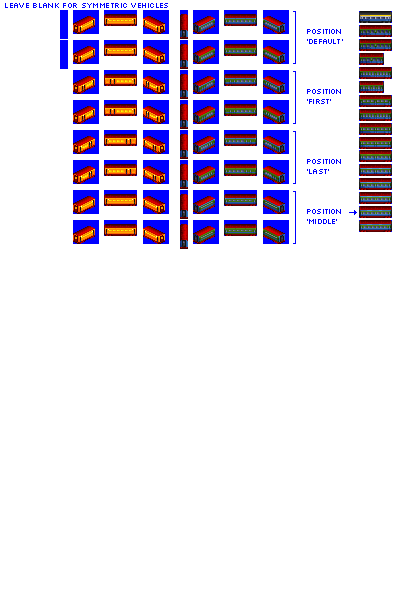 LEAVE BLANK FOR SYMMETRIC VEHICLES
POSITION
'DEFAULT'
POSITION
'FIRST'
POSITION
'LAST'
POSITION
'MIDDLE'